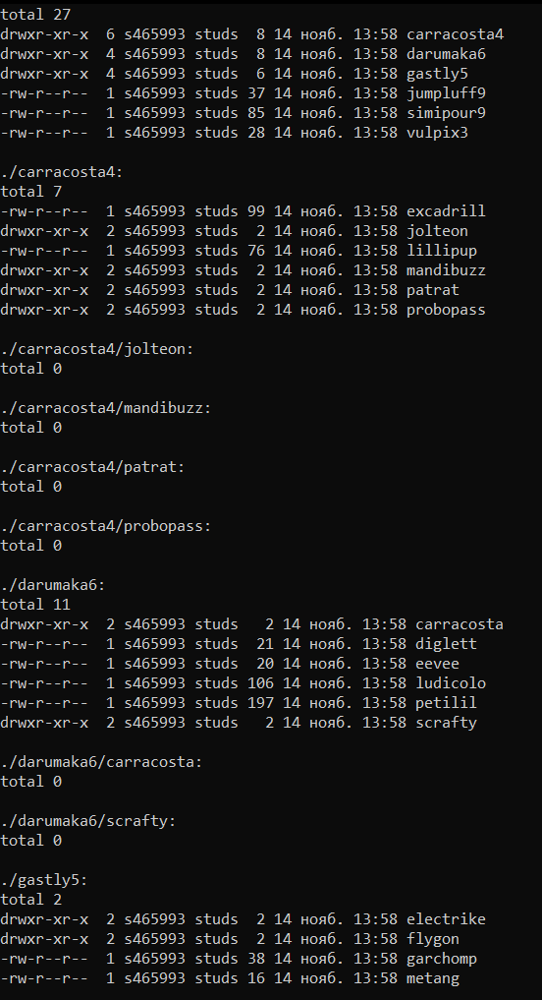 total 27
drwxr-xr-x  6 s465993 studs  8 14 нояб. 13:58 carracosta4
drwxr-xr-x  4 s465993 studs  8 14 нояб. 13:58 darumaka6
drwxr-xr-x  4 s465993 studs  6 14 нояб. 13:58 gastly5
-rw-r--r--  1 s465993 studs 37 14 нояб. 13:58 jumpluff9
-rw-r--r--  1 s465993 studs 85 14 нояб. 13:58 simipour9
-rw-r--r--  1 s465993 studs 28 14 нояб. 13:58 vulpix3

./carracosta4:
total 7
-rw-r--r--  1 s465993 studs 99 14 нояб. 13:58 excadrill
drwxr-xr-x  2 s465993 studs  2 14 нояб. 13:58 jolteon
-rw-r--r--  1 s465993 studs 76 14 нояб. 13:58 lillipup
drwxr-xr-x  2 s465993 studs  2 14 нояб. 13:58 mandibuzz
drwxr-xr-x  2 s465993 studs  2 14 нояб. 13:58 patrat
drwxr-xr-x  2 s465993 studs  2 14 нояб. 13:58 probopass

./carracosta4/jolteon:
total 0

./carracosta4/mandibuzz:
total 0

./carracosta4/patrat:
total 0

./carracosta4/probopass:
total 0

./darumaka6:
total 11
drwxr-xr-x  2 s465993 studs   2 14 нояб. 13:58 carracosta
-rw-r--r--  1 s465993 studs  21 14 нояб. 13:58 diglett
-rw-r--r--  1 s465993 studs  20 14 нояб. 13:58 eevee
-rw-r--r--  1 s465993 studs 106 14 нояб. 13:58 ludicolo
-rw-r--r--  1 s465993 studs 197 14 нояб. 13:58 petilil
drwxr-xr-x  2 s465993 studs   2 14 нояб. 13:58 scrafty

./darumaka6/carracosta:
total 0

./darumaka6/scrafty:
total 0

./gastly5:
total 2
drwxr-xr-x  2 s465993 studs  2 14 нояб. 13:58 electrike
drwxr-xr-x  2 s465993 studs  2 14 нояб. 13:58 flygon
-rw-r--r--  1 s465993 studs 38 14 нояб. 13:58 garchomp
-rw-r--r--  1 s465993 studs 16 14 нояб. 13:58 metang